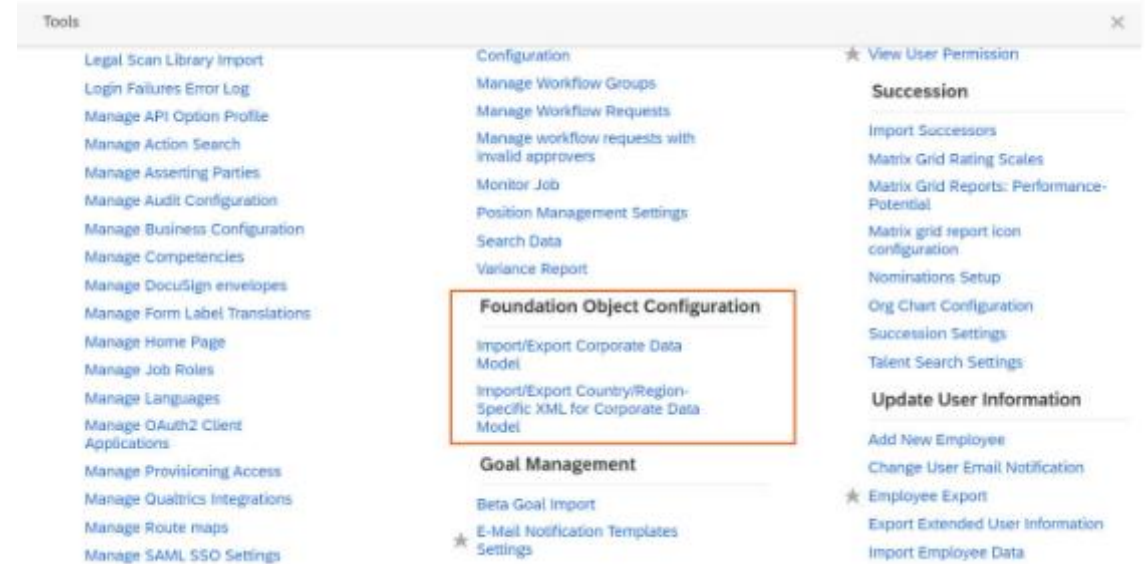 Tools
Legal Scan Library Import
Login Failures Error Log
Manage API Option Profile
Manage Action Search
Manage Asserting Parties
Manage Audit Configuration
Manage Business Configuration
Manage Competencies
Manage DocuSign envelopes
Manage Form Label Translations
Manage Home Page
Manage Job Roles
Manage Languages
Manage OAuth2 Client
Applications
Manage Provisioning Access
Manage Qualtrics Integrations
Manage Route maps
Manage SAML SSO Settings
Configuration
Manage Workflow Groups
Manage Workflow Requests
Manage workflow requests with
invalid approvers
Monitor Job
Position Management Settings
Search Data
Variance Report
Foundation Object Configuration
Import/Export Corporate Data
Model
Import/Export Country/Region-
Specific XML for Corporate Data
Model
Goal Management
Beta Goal Import
E-Mail Notification Templates
Settings
View User Permission
Succession
Import Successors
Matrix Grid Rating Scales
Matrix Grid Reports: Performance-
Potential
Matrix grid report icon
configuration
Nominations Setup
Org Chart Configuration
Succession Settings
Talent Search Settings
Update User Information
Add New Employee
Change User Email Notification
Employee Export
Export Extended User Information
Import Employee Data